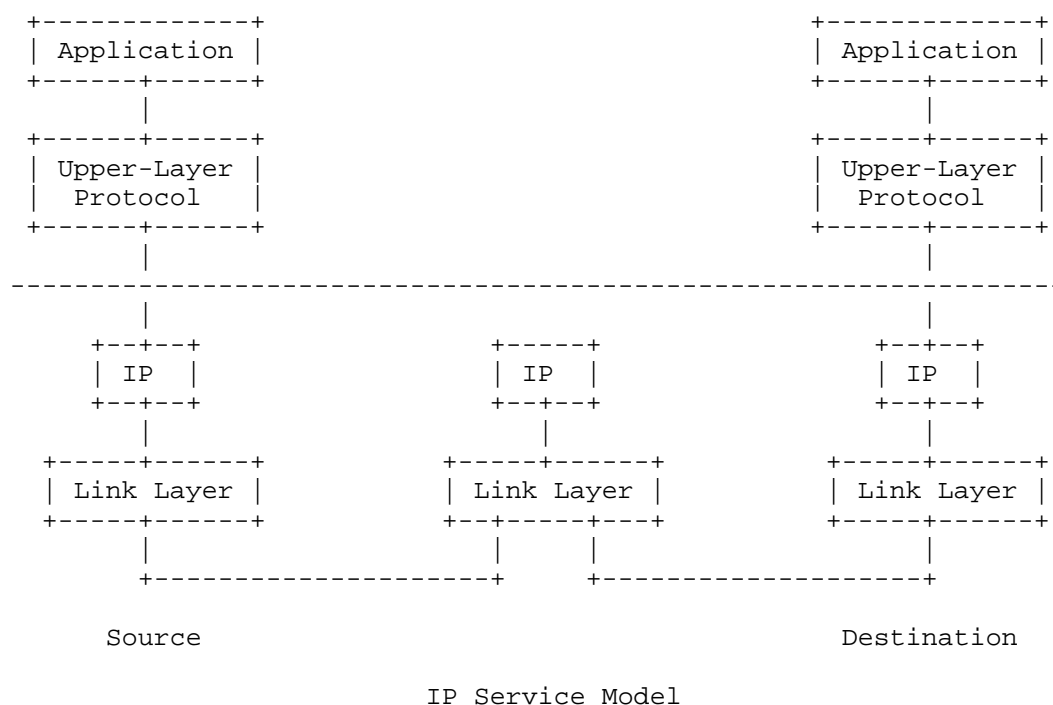 Application Application
Upper-Layer Upper-Layer
Protocol Protocol
IP IP IP
Link Layer Link Layer Link Layer
Source Destination
IP Service Model